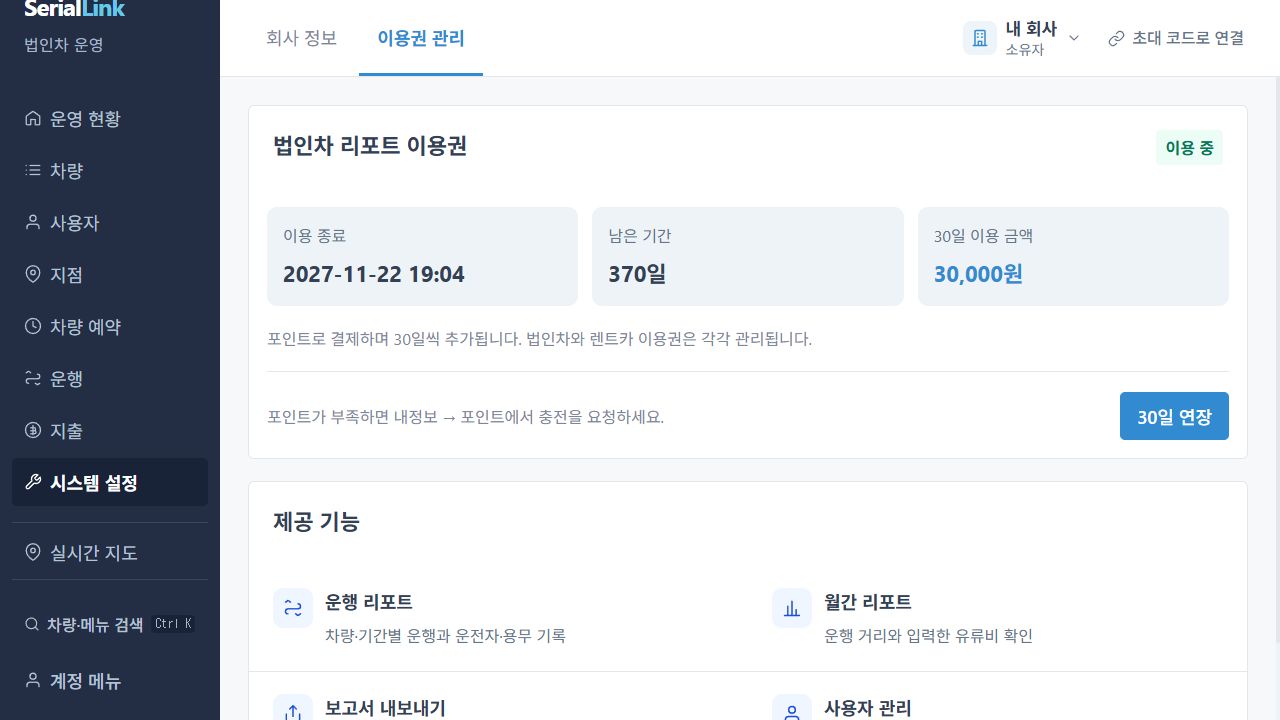 SerialLink
법인차 운영
운영 현황
차량
사용자
지점
차량 예약
운행
지출
시스템 설정
실시간 지도
차량·메뉴 검색 Ctrl K
계정 메뉴
회사 정보
이용권 관리
내 회사
소유자
초대 코드로 연결
법인차 리포트 이용권
이용 중
이용 종료
2027-11-22 19:04
남은 기간
370일
30일 이용 금액
30,000원
포인트로 결제하며 30일씩 추가됩니다. 법인차와 렌트카 이용권은 각각 관리됩니다.
포인트가 부족하면 내정보 → 포인트에서 충전을 요청하세요.
30일 연장
제공 기능
운행 리포트
차량·기간별 운행과 운전자·용무 기록
월간 리포트
운행 거리와 입력한 유류비 확인
보고서 내보내기
사용자 관리